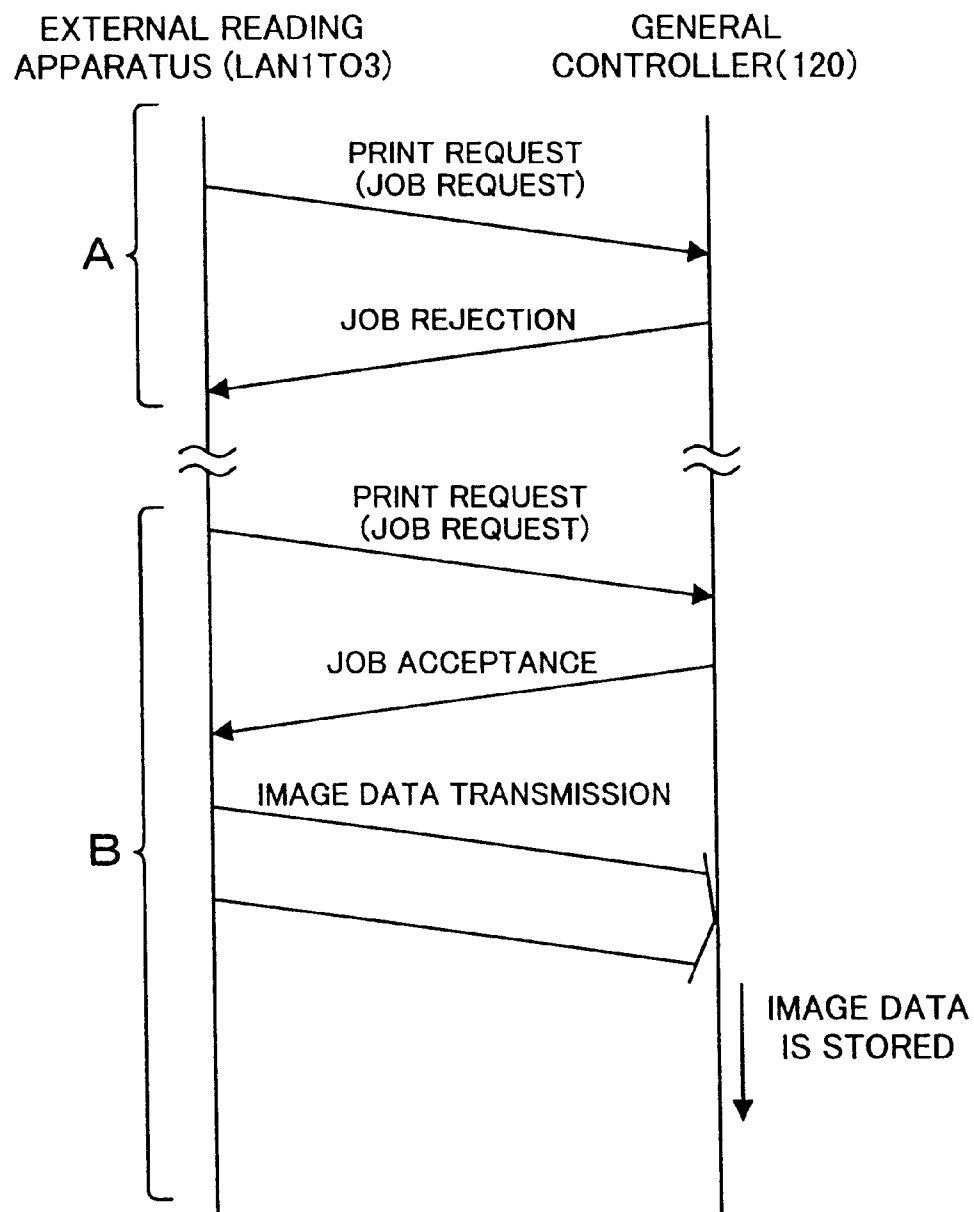 EXTERNAL READING
APPARATUS (LAN1TO3)
GENERAL
CONTROLLER(120)
PRINT REQUEST
(JOB REQUEST)
A
JOB REJECTION
PRINT REQUEST
(JOB REQUEST)
JOB ACCEPTANCE
IMAGE DATA TRANSMISSION
B
IMAGE DATA
IS STORED